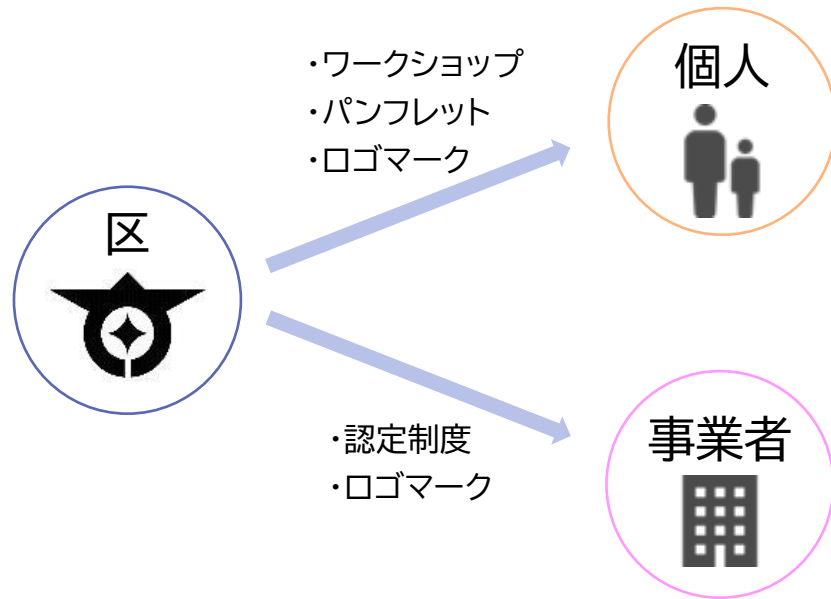 ・ワークショップ
・パンフレット
・ロゴマーク
個人
区
・認定制度
・ロゴマーク
事業者